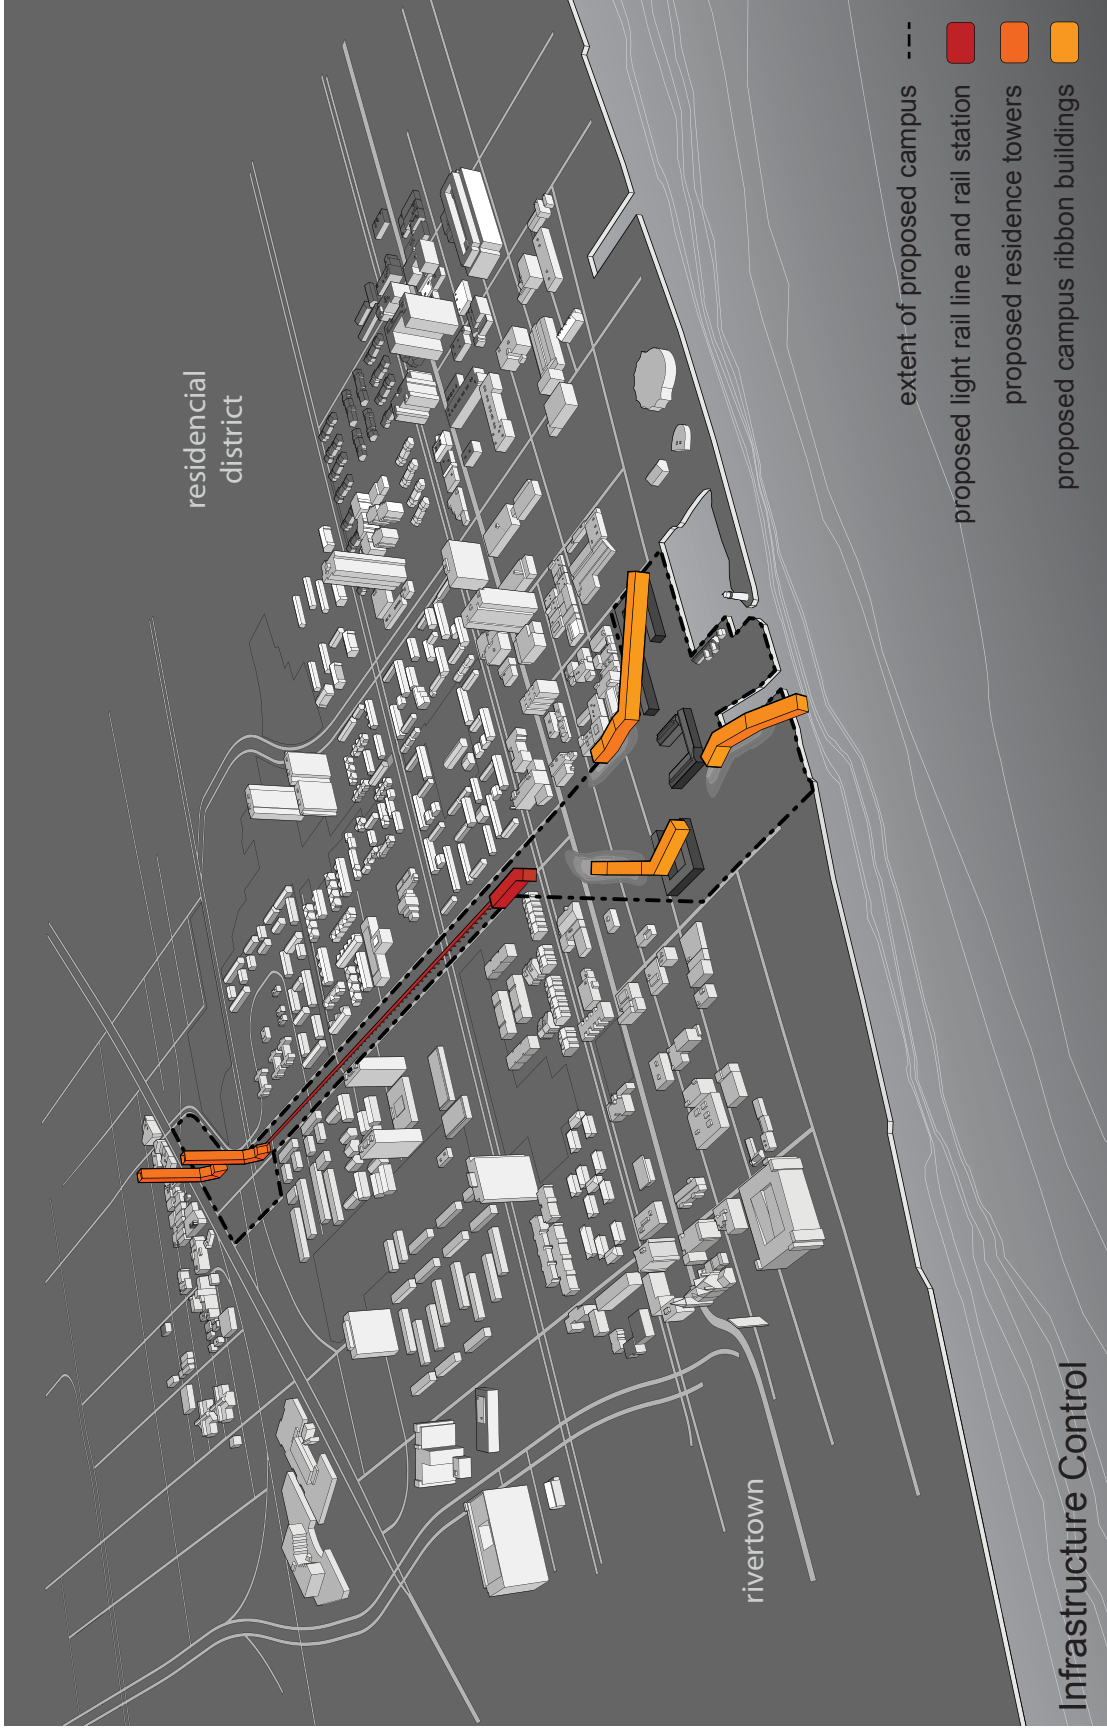 residencial
district
rivertown
Infrastructure Control
extent of proposed campus
proposed light rail line and rail station
proposed residence towers
proposed campus ribbon buildings